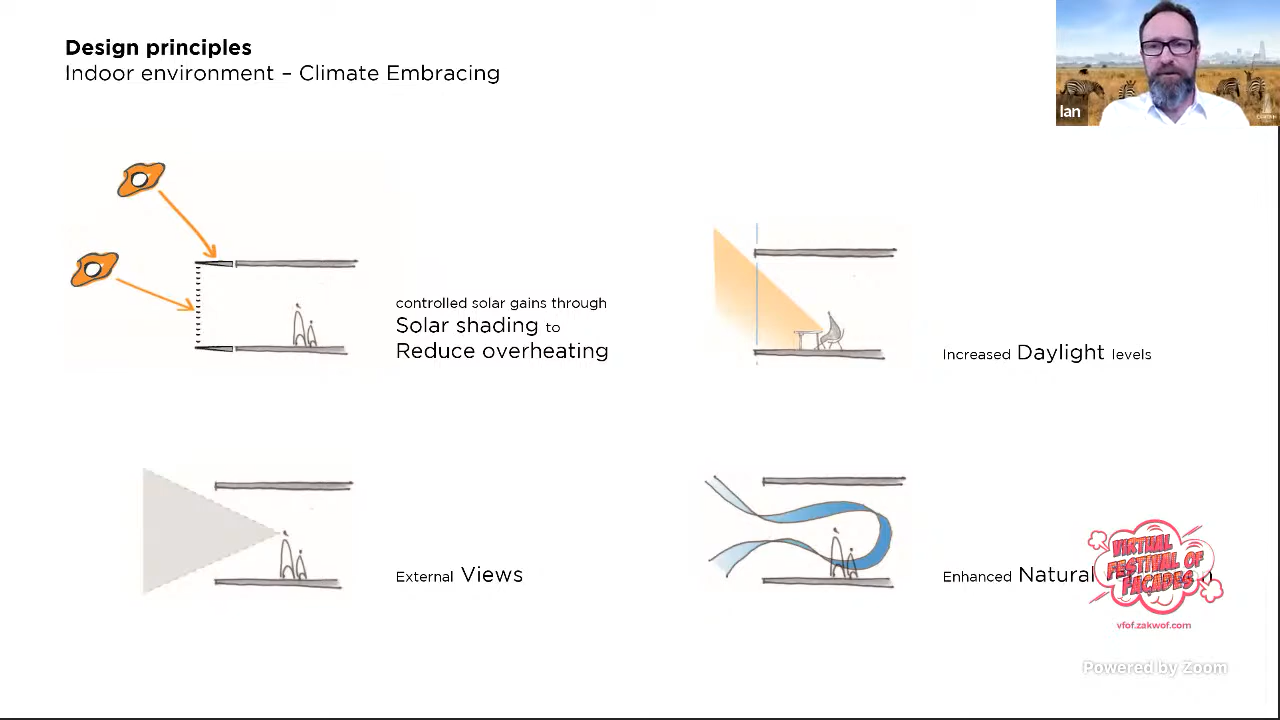 Design principles
Indoor environment – Climate Embracing
Ian
controlled solar gains through
Solar shading to
Reduce overheating
Increased Daylight levels
External Views
Enhanced Natural
VIRTUAL
FESTIVAL OF
FAÇADES
vfof.zakwof.com
Powered by Zoom